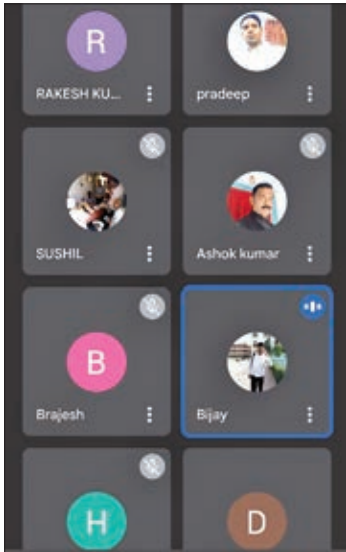 R
RAKESH KU...
pradeep
SUSHIL
Ashok kumar
B
Brajesh
Bijay
H
D